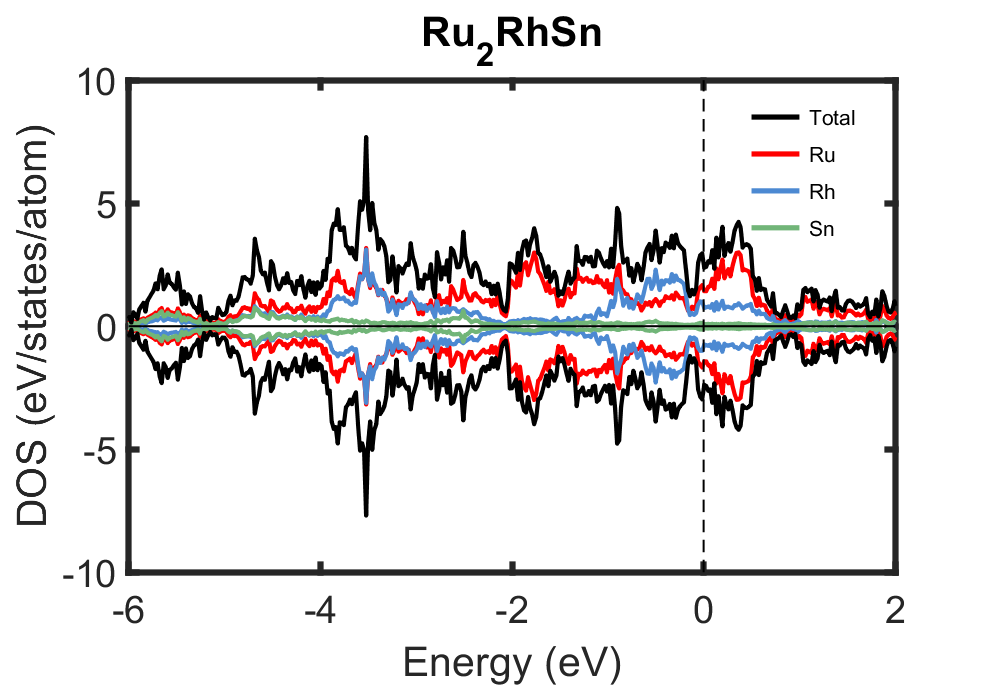 Ru2RhSn
10
5
0
-5
-10
DOS (eV/states/atom)
Total
Ru
Rh
Sn
-6 -4 -2 0 2
Energy (eV)